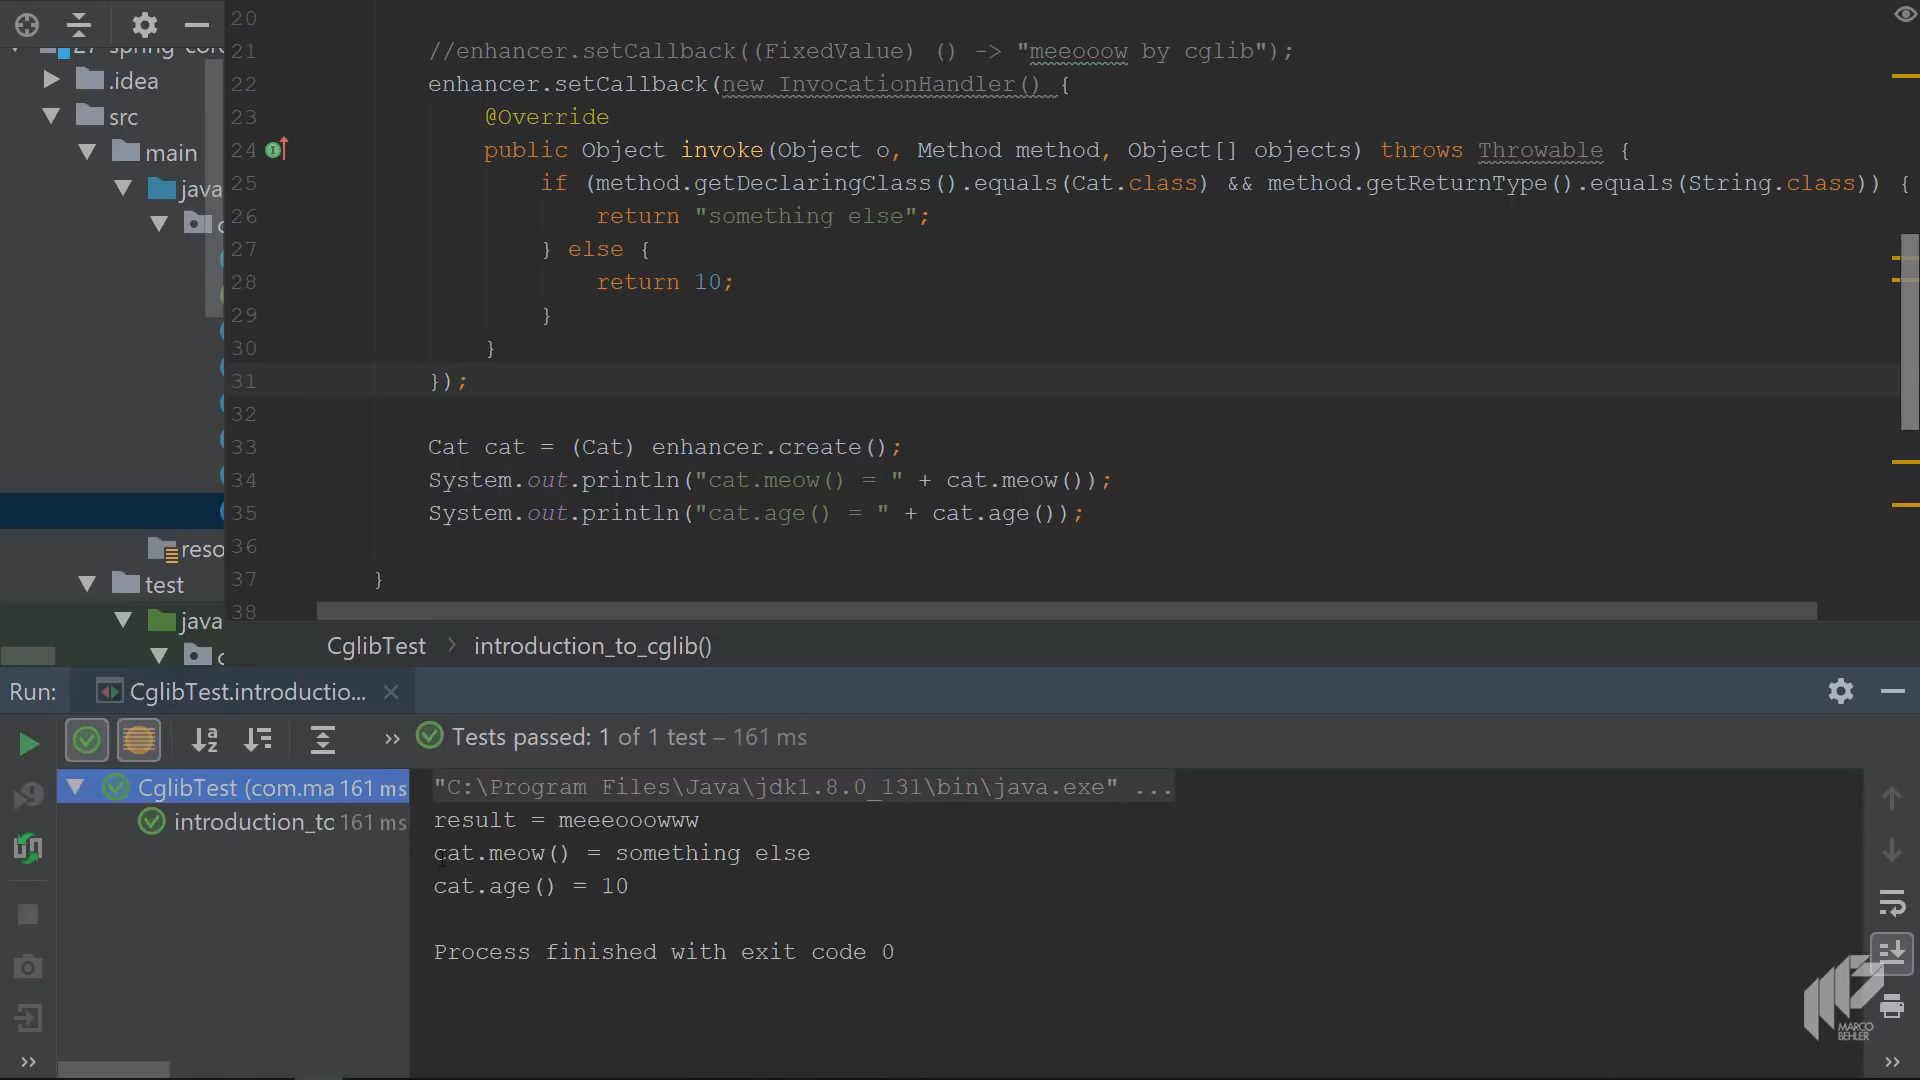 27-spring-core
.idea
src
main
java
c
reso
test
java
c
20
21 //enhancer.setCallback((FixedValue) () -> "meeooow by cglib");
22 enhancer.setCallback(new InvocationHandler() {
23 @Override
24 public Object invoke(Object o, Method method, Object[] objects) throws Throwable {
25 if (method.getDeclaringClass().equals(Cat.class) && method.getReturnType().equals(String.class)) {
26 return "something else";
27 } else {
28 return 10;
29 }
30 }
31 });
32
33 Cat cat = (Cat) enhancer.create();
34 System.out.println("cat.meow() = " + cat.meow());
35 System.out.println("cat.age() = " + cat.age());
36
37 }
38
CglibTest > introduction_to_cglib()
Run: CglibTest.introductio... ×
» Tests passed: 1 of 1 test – 161 ms
CglibTest (com.ma 161 ms
introduction_to 161 ms
"C:\Program Files\Java\jdk1.8.0_131\bin\java.exe" ...
result = meeeooowww
cat.meow() = something else
cat.age() = 10
Process finished with exit code 0
MARCO
BEHLER